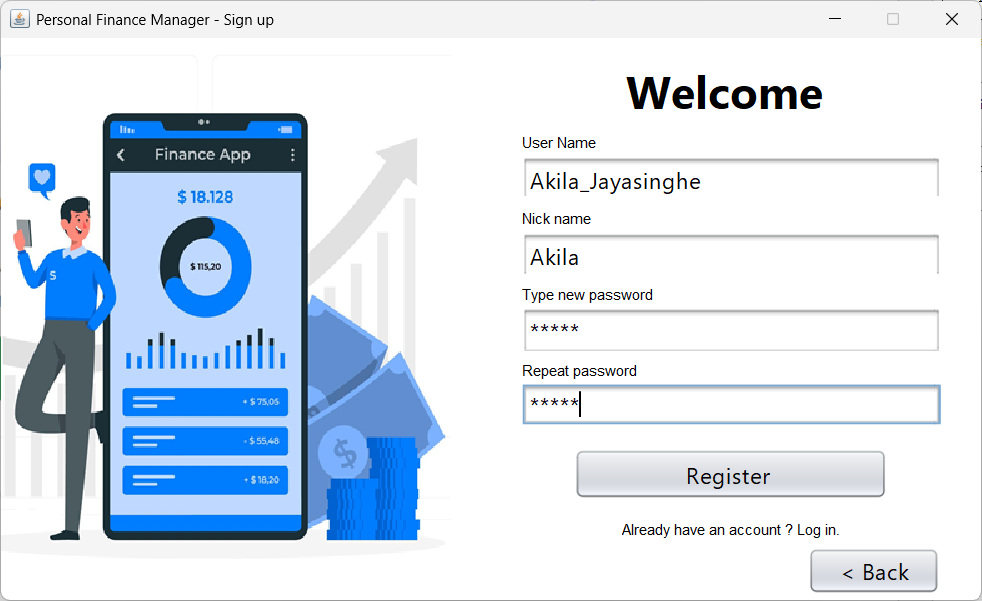 Personal Finance Manager - Sign up
Welcome
User Name
Akila_Jayasinghe
Nick name
Akila
Type new password
*****
Repeat password
*****
Register
Already have an account ? Log in.
< Back
Finance App
$ 18.128
$ 115,20
+ $ 75,05
+ $ 55,48
+ $ 18,20
S
$